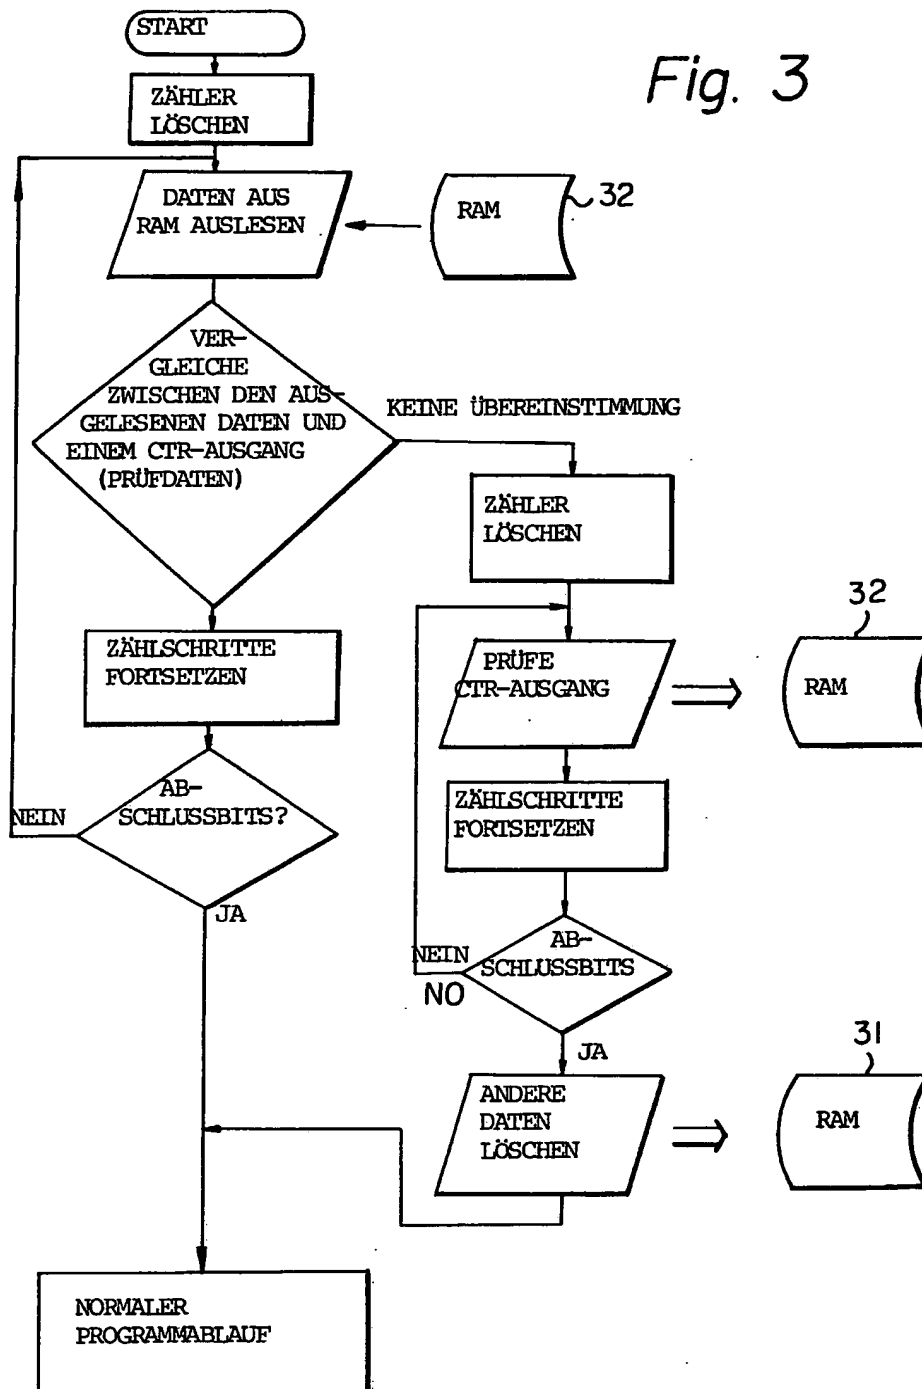 START
Fig. 3
ZÄHLER
LÖSCHEN
DATEN AUS
RAM AUSLESEN
RAM
32
VER-
GLEICHE
ZWISCHEN DEN AUS-
GELESENEN DATEN UND
EINEM CTR-AUSGANG
(PRÜFDATEN)
KEINE ÜBEREINSTIMMUNG
ZÄHLER
LÖSCHEN
ZÄHLSCHRITTE
FORTSETZEN
PRÜFE
CTR-AUSGANG
32
RAM
AB-
SCHLUSSBITS?
NEIN
JA
ZÄHLSCHRITTE
FORTSETZEN
AB-
SCHLUSSBITS
NEIN
NO
JA
ANDERE
DATEN
LÖSCHEN
31
RAM
NORMALER
PROGRAMMABLAUF